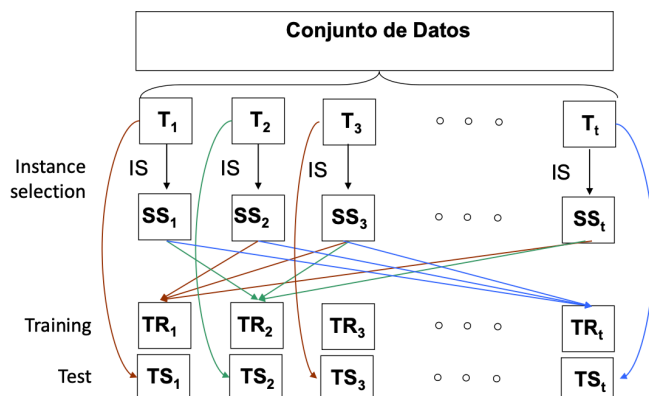 Conjunto de Datos
T1 T2 T3 Tt
Instance selection
IS IS IS IS
SS1 SS2 SS3 SSt
Training
TR1 TR2 TR3 TRt
Test
TS1 TS2 TS3 TSt